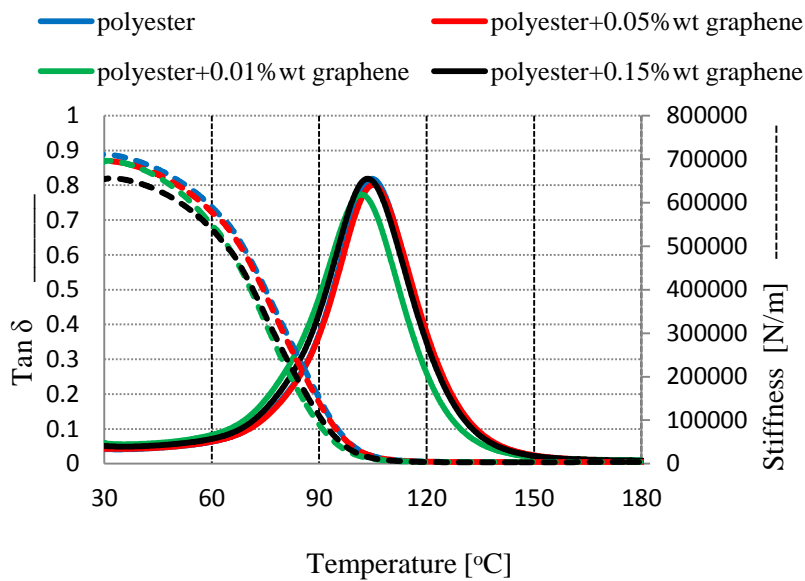 polyester
polyester+0.05%wt graphene
polyester+0.01%wt graphene
polyester+0.15%wt graphene
1
0.9
0.8
0.7
0.6
0.5
0.4
0.3
0.2
0.1
0
Tan δ
800000
700000
600000
500000
400000
300000
200000
100000
0
Stiffness [N/m]
30 60 90 120 150 180
Temperature [ᵒC]